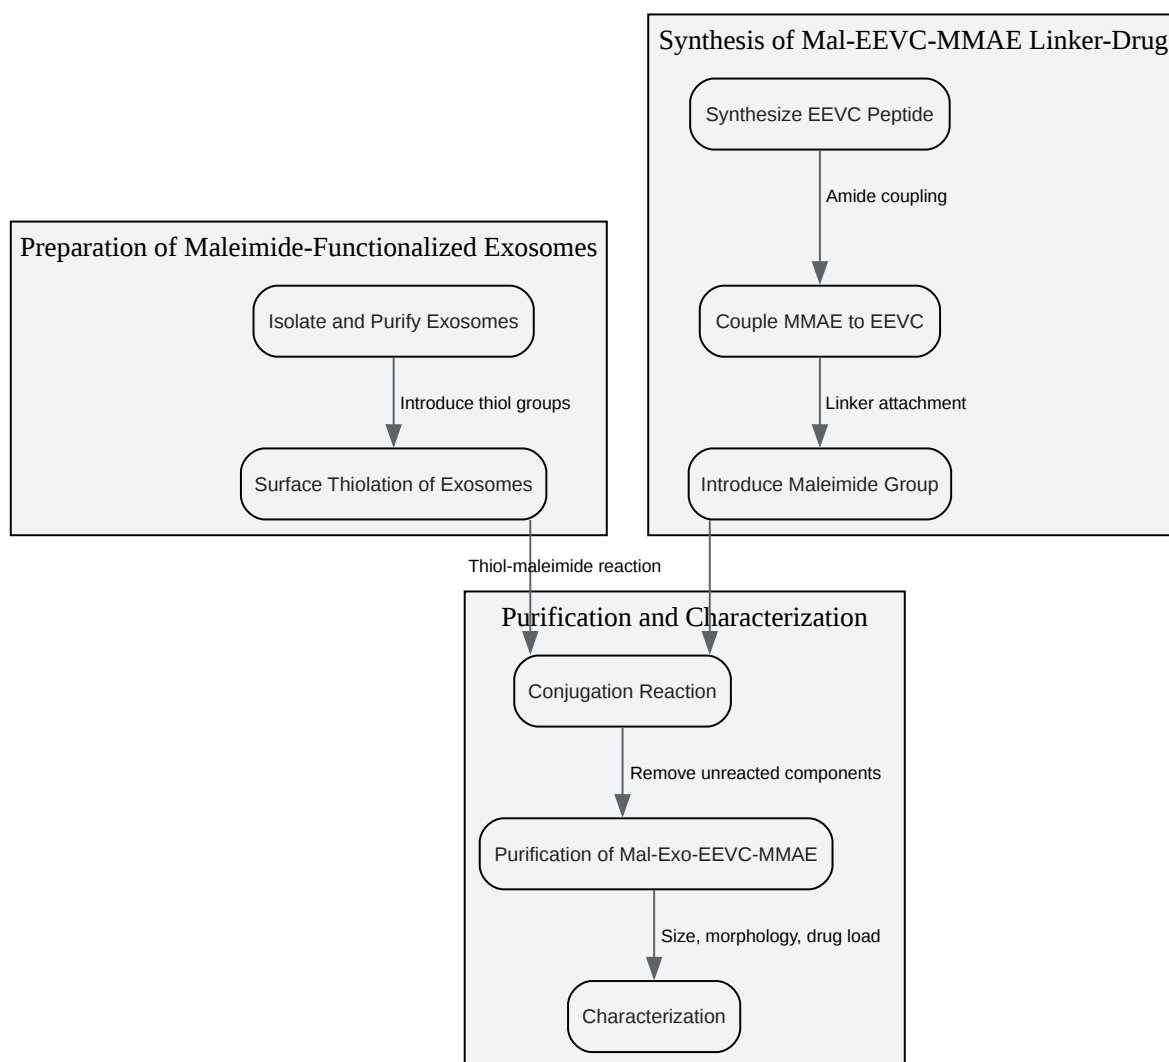 Synthesis of Mal-EEVC-MMAE Linker-Drug
Synthesize EEVC Peptide
Amide coupling
Couple MMAE to EEVC
Linker attachment
Introduce Maleimide Group
Preparation of Maleimide-Functionalized Exosomes
Isolate and Purify Exosomes
Introduce thiol groups
Surface Thiolation of Exosomes
Thiol-maleimide reaction
Purification and Characterization
Conjugation Reaction
Remove unreacted components
Purification of Mal-Exo-EEVC-MMAE
Size, morphology, drug load
Characterization